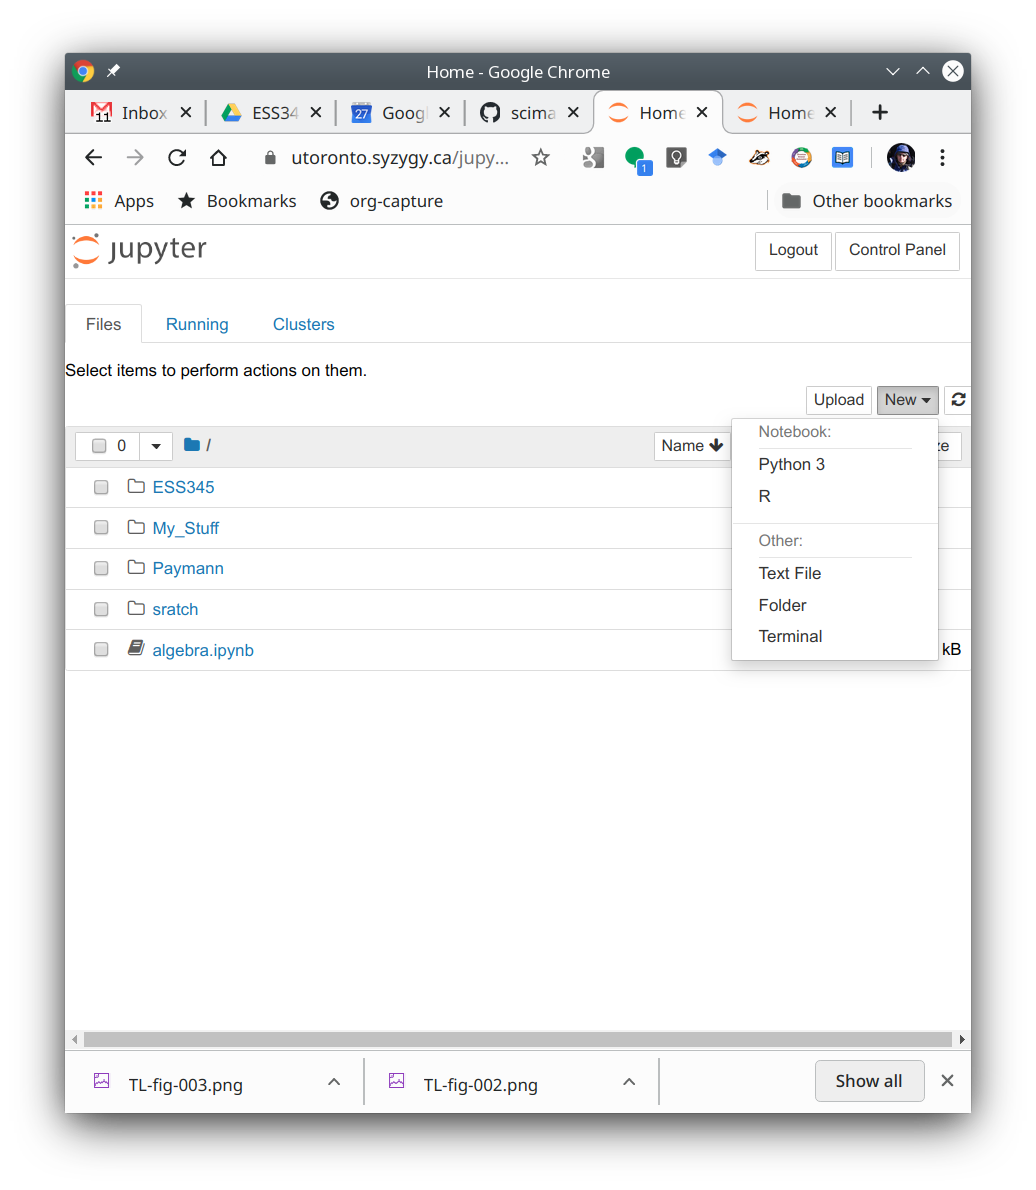 Home - Google Chrome
11 Inbox ESS34 27 Googl scima Home Home
utoronto.syzygy.ca/jupy... 1
Apps Bookmarks org-capture Other bookmarks
jupyter Logout Control Panel
Files Running Clusters
Select items to perform actions on them.
Upload New
0 / Name ze
Notebook:
Python 3
R
Other:
Text File
Folder
Terminal
ESS345
My_Stuff
Paymann
sratch
algebra.ipynb kB
TL-fig-003.png TL-fig-002.png Show all